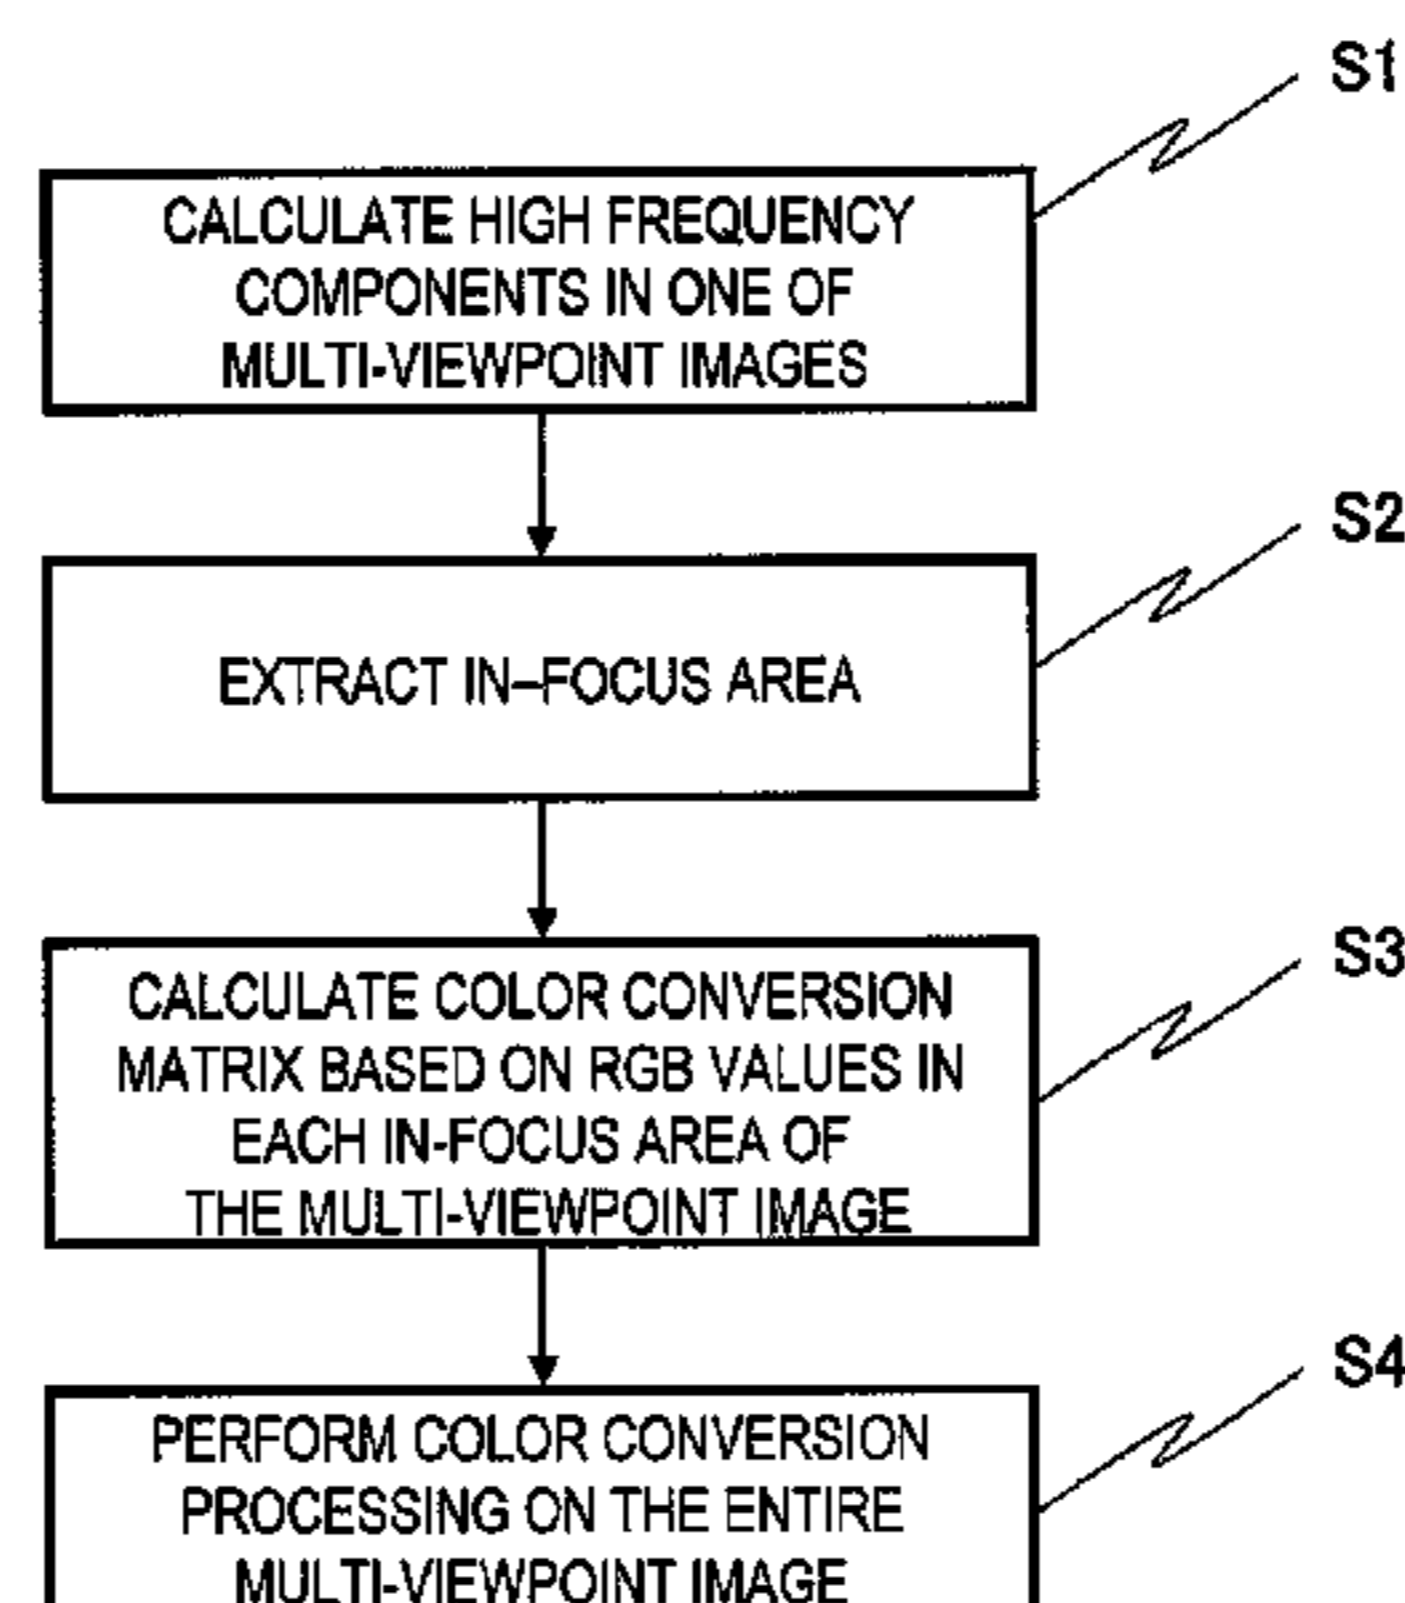 S1
CALCULATE HIGH FREQUENCY
COMPONENTS IN ONE OF
MULTI-VIEWPOINT IMAGES
S2
EXTRACT IN–FOCUS AREA
S3
CALCULATE COLOR CONVERSION
MATRIX BASED ON RGB VALUES IN
EACH IN-FOCUS AREA OF
THE MULTI-VIEWPOINT IMAGE
S4
PERFORM COLOR CONVERSION
PROCESSING ON THE ENTIRE
MULTI-VIEWPOINT IMAGE